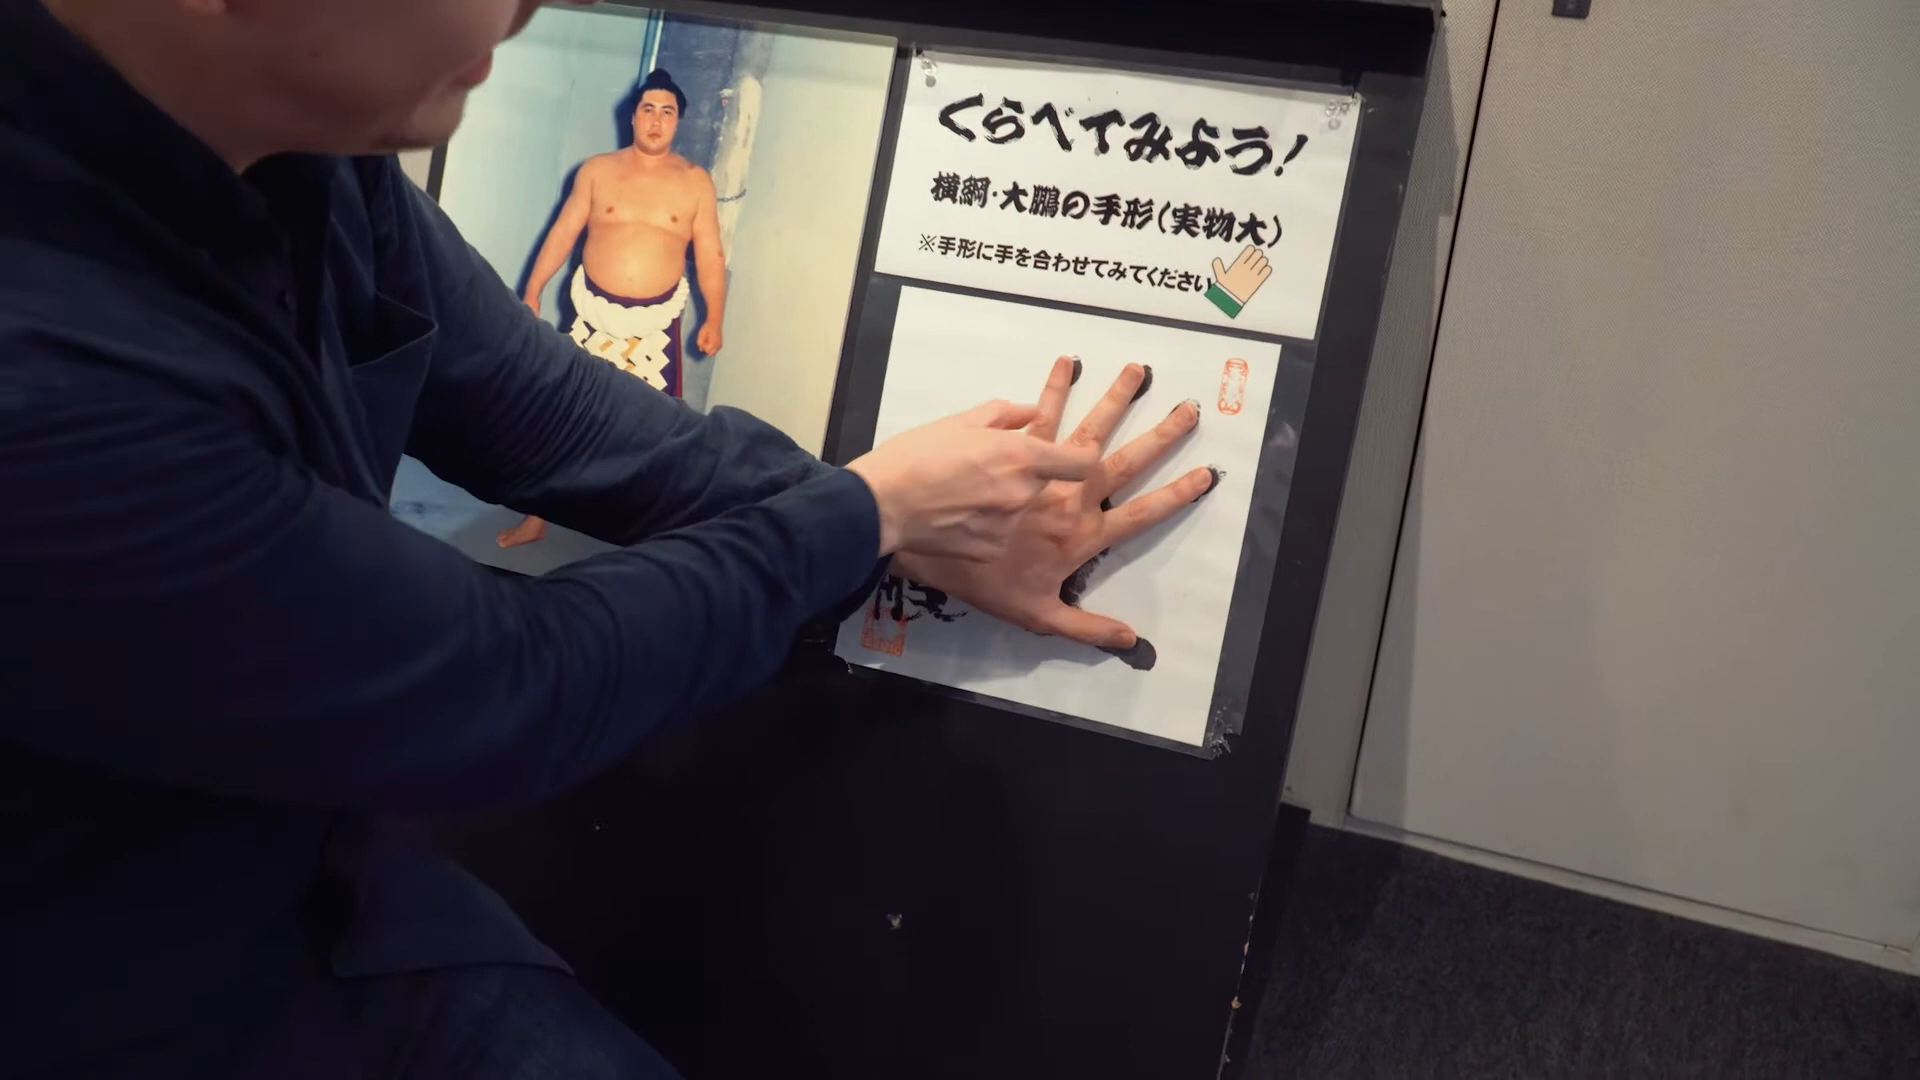 くらべてみよう!
横綱・大鵬の手形(実物大)
※手形に手を合わせてみてください